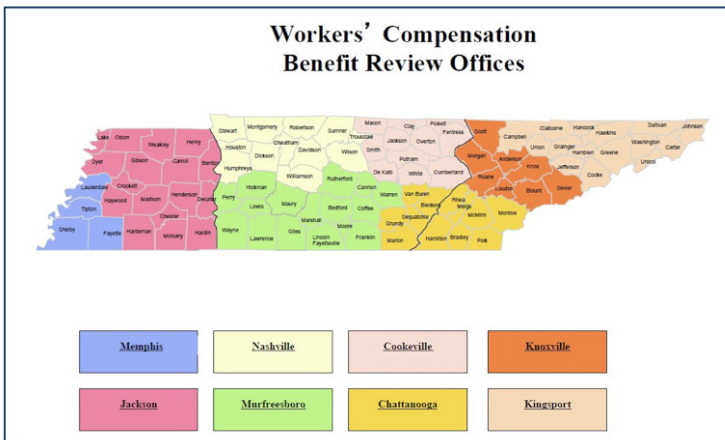 Workers' Compensation
Benefit Review Offices
Lake Obion Weakley Henry
Dyer Gibson Carrol Benton
Lauderdale Crockett
Tipton Haywood Madison Henderson Decatur
Shelby Fayette Hardeman Chester McNairy Hardin
Stewart Montgomery Robertson Sumner Trousdale
Houston Cheatham
Dickson Davidson Wilson
Humphreys Williamson
Macon Clay Pickett
Jackson Overton Fentress
Smith
Putnam
De Kalb White Cumberland
Rutherford
Perry Hickman Cannon Warren
Lewis Maury Bedford Coffee
Marshall
Moore
Wayne Lawrence Giles Lincoln Franklin
Fayetteville
Van Buren
Bledsoe
Sequatchie
Grundy
Marion
Rhea
Meigs
McMinn Monroe
Hamilton Bradley Polk
Scott
Morgan Anderson
Knox
Roane
Loudon Blount Sevier
Campbell Claiborne Hancock Hawkins Sullivan Johnson
Union Grainger Hamblen Greene Washington Carter
Jefferson Unicoi
Cocke
Memphis
Nashville
Cookeville
Knoxville
Jackson
Murfreesboro
Chattanooga
Kingsport